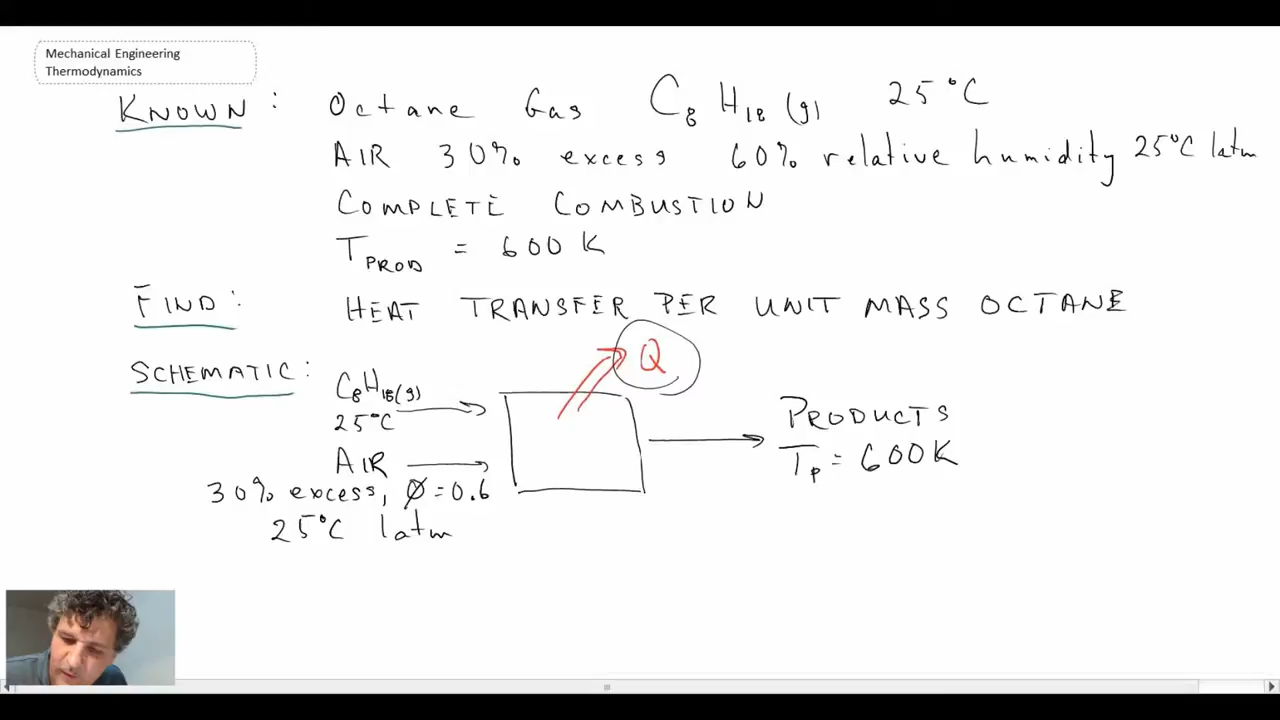 Mechanical Engineering
Thermodynamics
KNOWN: Octane Gas C8H18(g) 25°C
AIR 30% excess 60% relative humidity 25°C 1atm
COMPLETE COMBUSTION
TPROD = 600 K
FIND: HEAT TRANSFER PER UNIT MASS OCTANE
SCHEMATIC:
Q
C8H18(g)
25°C
AIR
30% excess, Ø=0.6
25°C 1atm
PRODUCTS
Tp = 600K